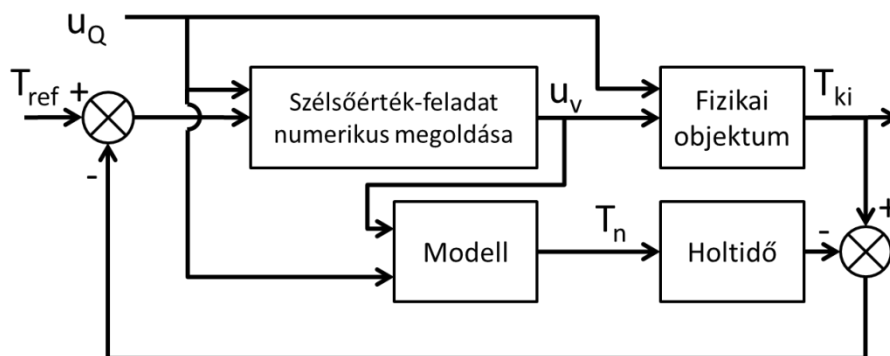 u_Q
T_ref
+
-
Szélsőérték-feladat
numerikus megoldása
u_v
Fizikai
objektum
T_ki
Modell
T_n
Holtidő
-
+